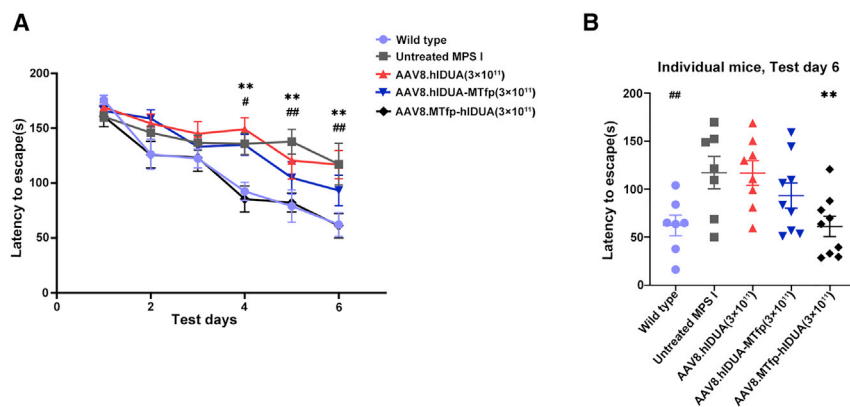 A
Wild type
Untreated MPS I
AAV8.hIDUA(3×10¹¹)
AAV8.hIDUA-MTfp(3×10¹¹)
AAV8.MTfp-hIDUA(3×10¹¹)
Latency to escape(s)
200
150
100
50
0
** ** **
# ## ##
0 2 4 6
Test days
B
Individual mice, Test day 6
Latency to escape(s)
200
150
100
50
0
## **
Wild type
Untreated MPS I
AAV8.hIDUA(3×10¹¹)
AAV8.hIDUA-MTfp(3×10¹¹)
AAV8.MTfp-hIDUA(3×10¹¹)